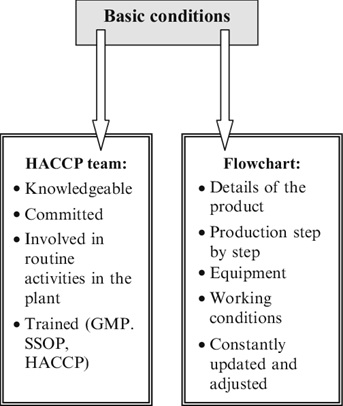 Basic conditions
HACCP team:
• Knowledgeable
• Committed
• Involved in
routine
activities in the
plant
• Trained (GMP.
SSOP,
HACCP)
Flowchart:
• Details of the
product
• Production step
by step
• Equipment
• Working
conditions
• Constantly
updated and
adjusted